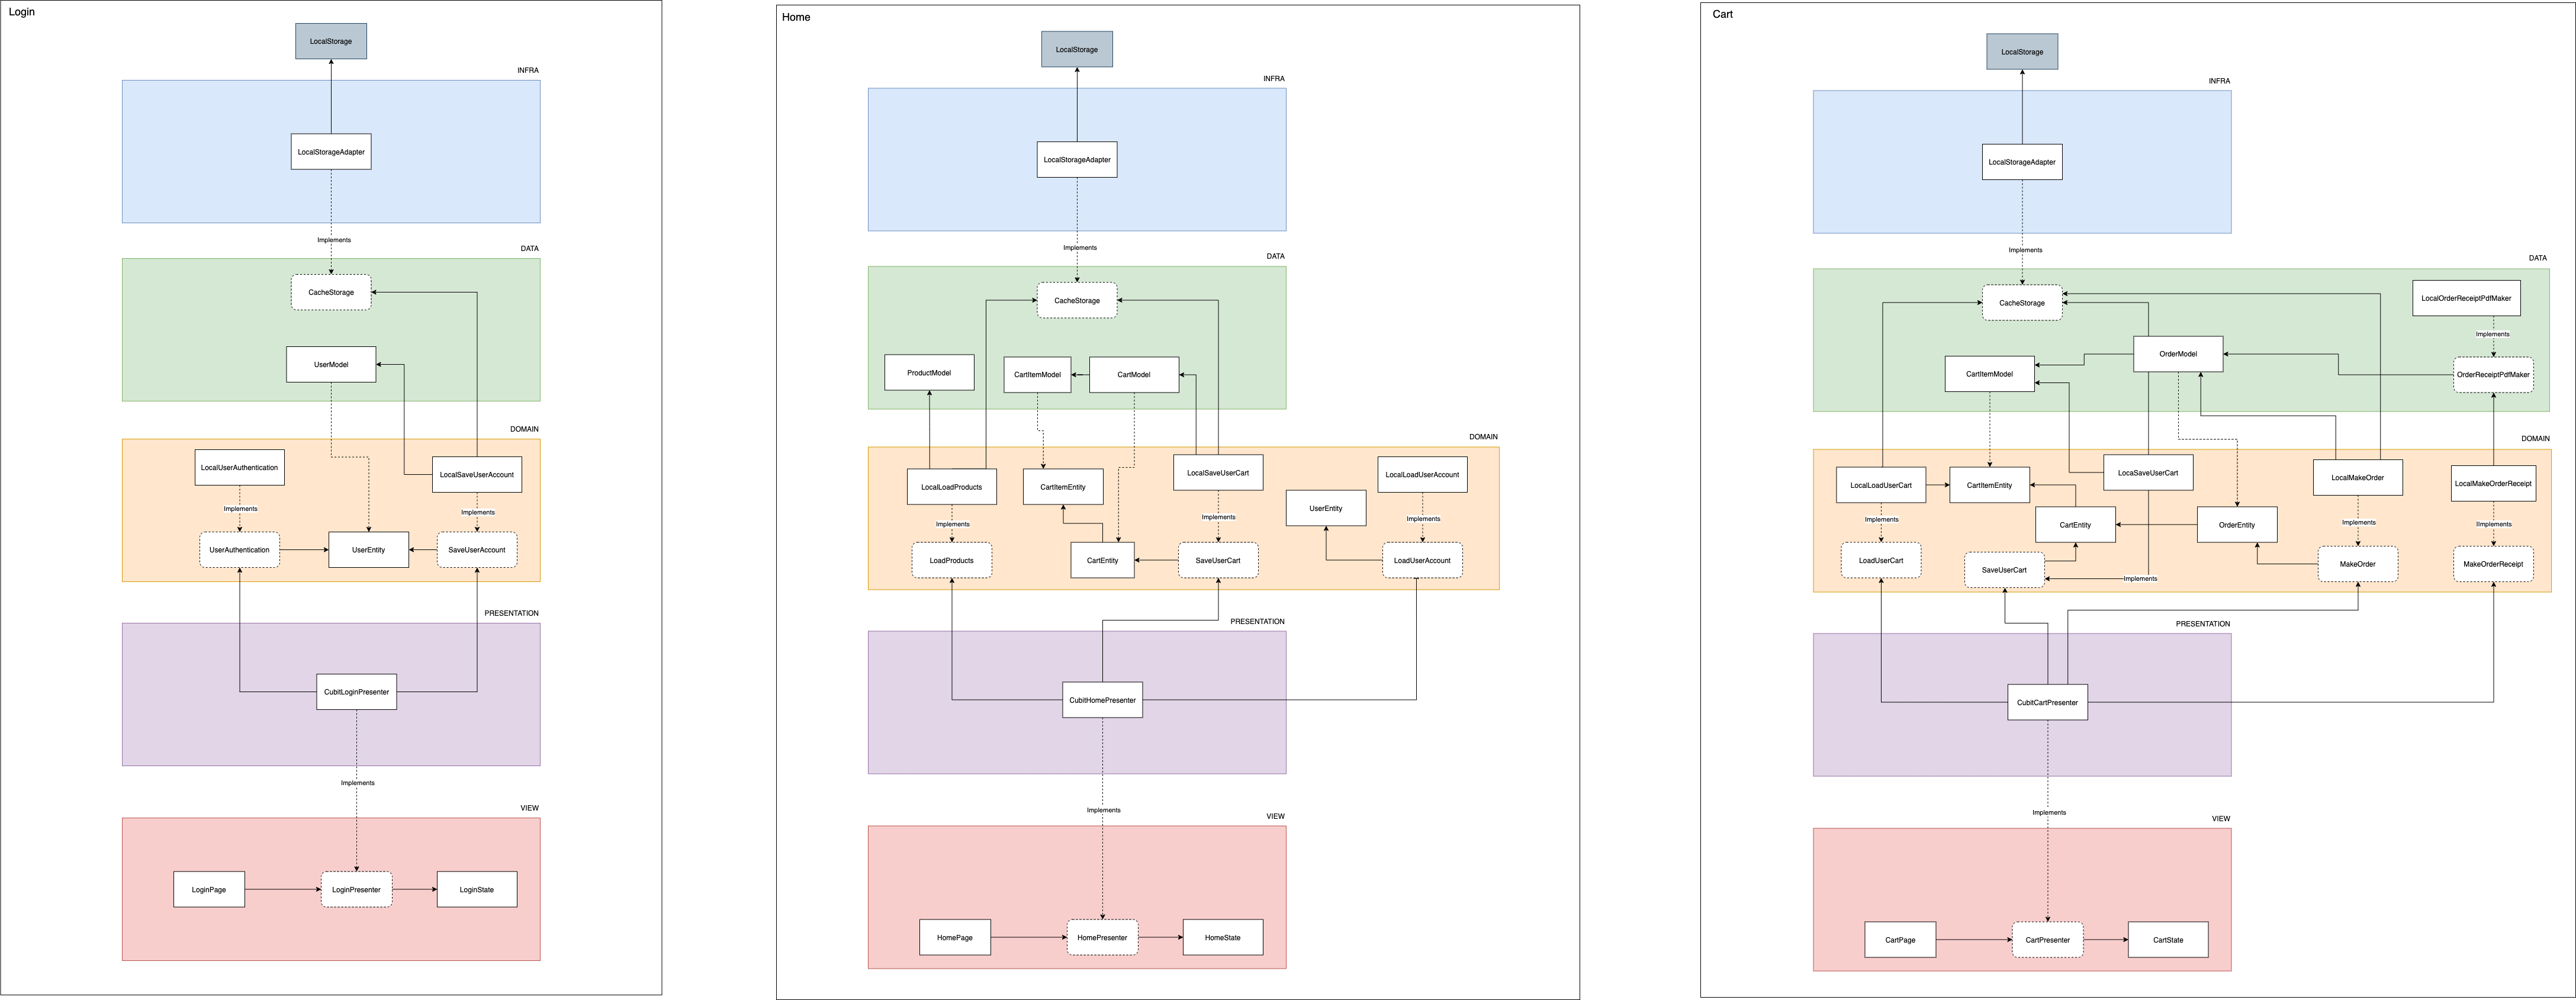 Login
LocalStorage
INFRA
LocalStorageAdapter
Implements
DATA
CacheStorage
UserModel
DOMAIN
LocalUserAuthentication
LocalSaveUserAccount
Implements
Implements
UserAuthentication
UserEntity
SaveUserAccount
PRESENTATION
CubitLoginPresenter
Implements
VIEW
LoginPage
LoginPresenter
LoginState
Home
LocalStorage
INFRA
LocalStorageAdapter
Implements
DATA
CacheStorage
ProductModel
CartItemModel
CartModel
DOMAIN
LocalLoadProducts
CartItemEntity
LocalSaveUserCart
LocalLoadUserAccount
UserEntity
Implements
Implements
Implements
LoadProducts
CartEntity
SaveUserCart
LoadUserAccount
PRESENTATION
CubitHomePresenter
Implements
VIEW
HomePage
HomePresenter
HomeState
Cart
LocalStorage
INFRA
LocalStorageAdapter
Implements
DATA
CacheStorage
LocalOrderReceiptPdfMaker
Implements
OrderModel
CartItemModel
OrderReceiptPdfMaker
DOMAIN
LocalLoadUserCart
CartItemEntity
LocaSaveUserCart
LocalMakeOrder
LocalMakeOrderReceipt
Implements
CartEntity
OrderEntity
Implements
IImplements
LoadUserCart
SaveUserCart
Implements
MakeOrder
MakeOrderReceipt
PRESENTATION
CubitCartPresenter
Implements
VIEW
CartPage
CartPresenter
CartState